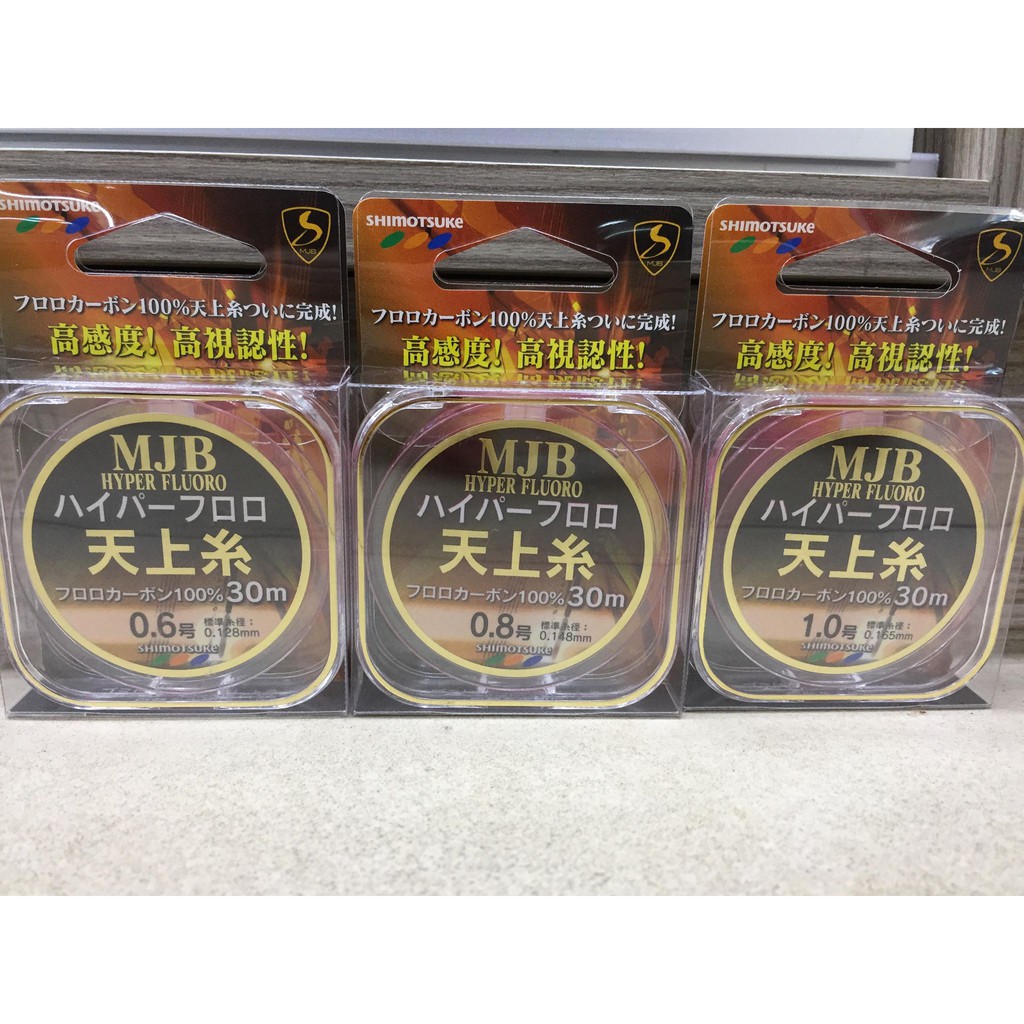 SHIMOTSUKE
MJB
フロロカーボン100%天上糸ついに完成!
高感度! 高視認性!
MJB
HYPER FLUORO
ハイパーフロロ
天上糸
フロロカーボン100% 30m
0.6号 標準糸径:
0.128mm
SHIMOTSUKE
SHIMOTSUKE
MJB
フロロカーボン100%天上糸ついに完成!
高感度! 高視認性!
MJB
HYPER FLUORO
ハイパーフロロ
天上糸
フロロカーボン100% 30m
0.8号 標準糸径:
0.148mm
SHIMOTSUKE
SHIMOTSUKE
MJB
フロロカーボン100%天上糸ついに完成!
高感度! 高視認性!
MJB
HYPER FLUORO
ハイパーフロロ
天上糸
フロロカーボン100% 30m
1.0号 標準糸径:
0.165mm
SHIMOTSUKE